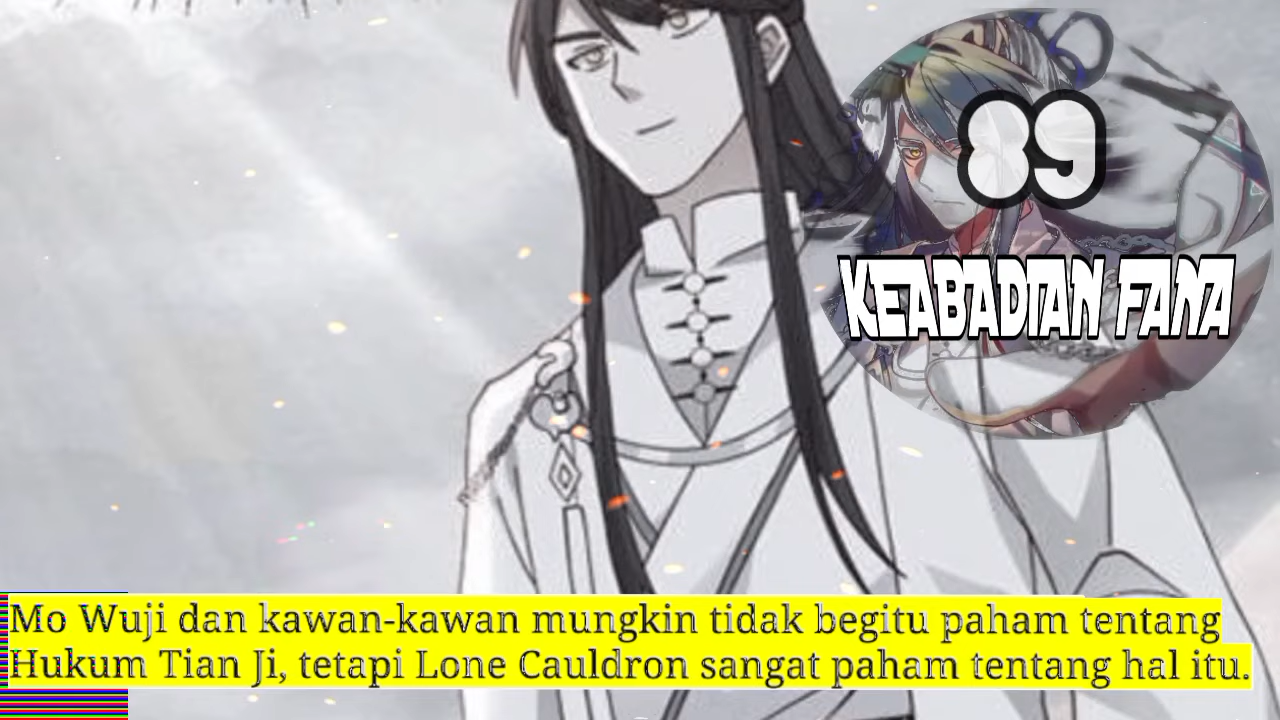 89
KEABADIAN FANA
Mo Wuji dan kawan-kawan mungkin tidak begitu paham tentang
Hukum Tian Ji, tetapi Lone Cauldron sangat paham tentang hal itu.